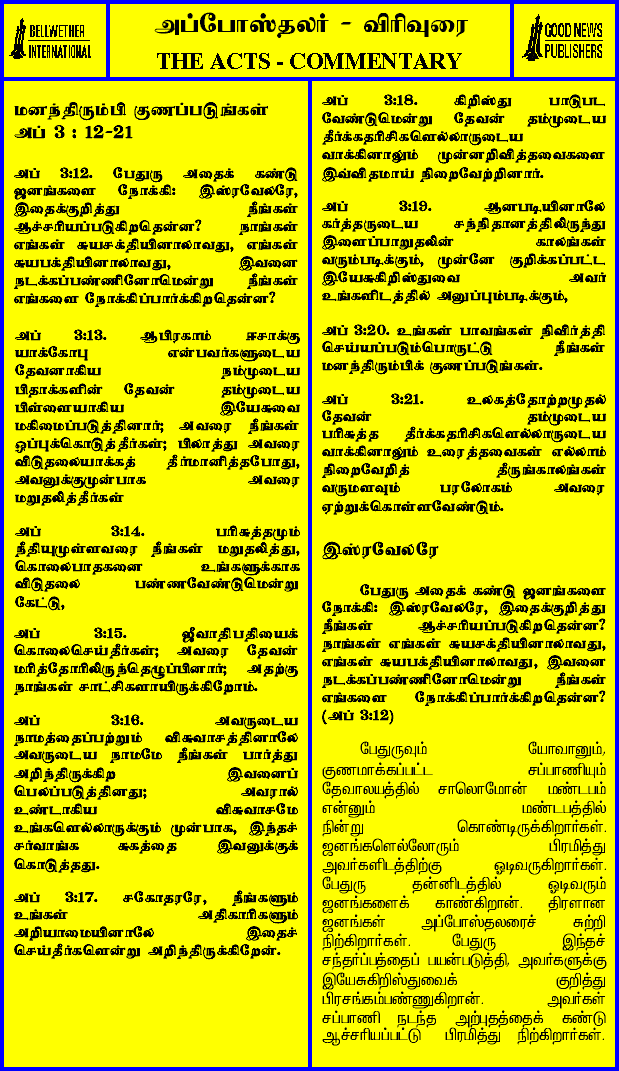 BELLWETHER
INTERNATIONAL
அப்போஸ்தலர் - விரிவுரை
THE ACTS - COMMENTARY
GOOD NEWS
PUBLISHERS
மனந்திரும்பி குணப்படுங்கள்
அப் 3 : 12-21
அப் 3:12. பேதுரு அதைக் கண்டு
ஜனங்களை நோக்கி: இஸ்ரவேலரே,
இதைக்குறித்து நீங்கள்
ஆச்சரியப்படுகிறதென்ன? நாங்கள்
எங்கள் சுயசக்தியினாலாவது, எங்கள்
சுயபக்தியினாலாவது, இவனை
நடக்கப்பண்ணினோமென்று நீங்கள்
எங்களை நோக்கிப்பார்க்கிறதென்ன?
அப் 3:13. ஆபிரகாம் ஈசாக்கு
யாக்கோபு என்பவர்களுடைய
தேவனாகிய நம்முடைய
பிதாக்களின் தேவன் தம்முடைய
பிள்ளையாகிய இயேசுவை
மகிமைப்படுத்தினார்; அவரை நீங்கள்
ஒப்புக்கொடுத்தீர்கள்; பிலாத்து அவரை
விடுதலையாக்கத் தீர்மானித்தபோது,
அவனுக்குமுன்பாக அவரை
மறுதலித்தீர்கள்
அப் 3:14. பரிசுத்தமும்
நீதியுமுள்ளவரை நீங்கள் மறுதலித்து,
கொலைபாதகனை உங்களுக்காக
விடுதலை பண்ணவேண்டுமென்று
கேட்டு,
அப் 3:15. ஜீவாதிபதியைக்
கொலைசெய்தீர்கள்; அவரை தேவன்
மரித்தோரிலிருந்தெழுப்பினார்; அதற்கு
நாங்கள் சாட்சிகளாயிருக்கிறோம்.
அப் 3:16. அவருடைய
நாமத்தைப்பற்றும் விசுவாசத்தினாலே
அவருடைய நாமமே நீங்கள் பார்த்து
அறிந்திருக்கிற இவனைப்
பெலப்படுத்தினது; அவரால்
உண்டாகிய விசுவாசமே
உங்களெல்லாருக்கும் முன்பாக, இந்தச்
சர்வாங்க சுகத்தை இவனுக்குக்
கொடுத்தது.
அப் 3:17. சகோதரரே, நீங்களும்
உங்கள் அதிகாரிகளும்
அறியாமையினாலே இதைச்
செய்தீர்களென்று அறிந்திருக்கிறேன்.
அப் 3:18. கிறிஸ்து பாடுபட
வேண்டுமென்று தேவன் தம்முடைய
தீர்க்கதரிசிகளெல்லாருடைய
வாக்கினாலும் முன்னறிவித்தவைகளை
இவ்விதமாய் நிறைவேற்றினார்.
அப் 3:19. ஆனபடியினாலே
கர்த்தருடைய சந்நிதானத்திலிருந்து
இளைப்பாறுதலின் காலங்கள்
வரும்படிக்கும், முன்னே குறிக்கப்பட்ட
இயேசுகிறிஸ்துவை அவர்
உங்களிடத்தில் அனுப்பும்படிக்கும்,
அப் 3:20. உங்கள் பாவங்கள் நிவிர்த்தி
செய்யப்படும்பொருட்டு நீங்கள்
மனந்திரும்பிக் குணப்படுங்கள்.
அப் 3:21. உலகத்தோற்றமுதல்
தேவன் தம்முடைய
பரிசுத்த தீர்க்கதரிசிகளெல்லாருடைய
வாக்கினாலும் உரைத்தவைகள் எல்லாம்
நிறைவேறித் தீருங்காலங்கள்
வருமளவும் பரலோகம் அவரை
ஏற்றுக்கொள்ளவேண்டும்.
இஸ்ரவேலரே
பேதுரு அதைக் கண்டு ஜனங்களை
நோக்கி: இஸ்ரவேலரே, இதைக்குறித்து
நீங்கள் ஆச்சரியப்படுகிறதென்ன?
நாங்கள் எங்கள் சுயசக்தியினாலாவது,
எங்கள் சுயபக்தியினாலாவது, இவனை
நடக்கப்பண்ணினோமென்று நீங்கள்
எங்களை நோக்கிப்பார்க்கிறதென்ன?
(அப் 3:12)
பேதுருவும் யோவானும்,
குணமாக்கப்பட்ட சப்பாணியும்
தேவாலயத்தில் சாலொமோன் மண்டபம்
என்னும் மண்டபத்தில்
நின்று கொண்டிருக்கிறார்கள்.
ஜனங்களெல்லோரும் பிரமித்து
அவர்களிடத்திற்கு ஓடிவருகிறார்கள்.
பேதுரு தன்னிடத்தில் ஓடிவரும்
ஜனங்களைக் காண்கிறான். திரளான
ஜனங்கள் அப்போஸ்தலரைச் சுற்றி
நிற்கிறார்கள். பேதுரு இந்தச்
சந்தர்ப்பத்தைப் பயன்படுத்தி, அவர்களுக்கு
இயேசுகிறிஸ்துவைக் குறித்து
பிரசங்கம்பண்ணுகிறான். அவர்கள்
சப்பாணி நடந்த அற்புதத்தைக் கண்டு
ஆச்சரியப்பட்டு பிரமித்து நிற்கிறார்கள்.